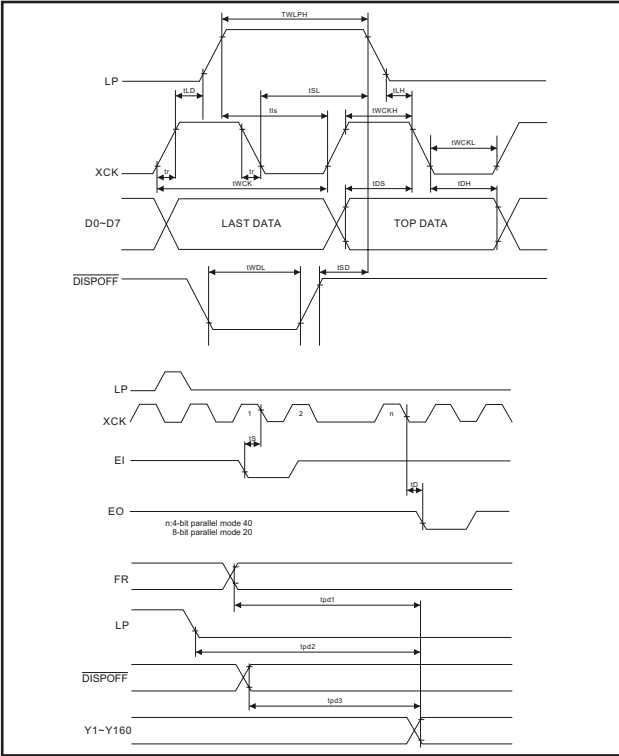 TWLPH
LP
tLD
tSL
tLH
tls
tWCKH
tWCKL
XCK
tr
tr
tWCK
tDS
tDH
D0~D7
LAST DATA
TOP DATA
DISPOFF
tWDL
tSD
LP
XCK
1
2
n
tS
EI
tD
EO
n:4-bit parallel mode 40
8-bit parallel mode 20
FR
tpd1
LP
tpd2
DISPOFF
tpd3
Y1~Y160